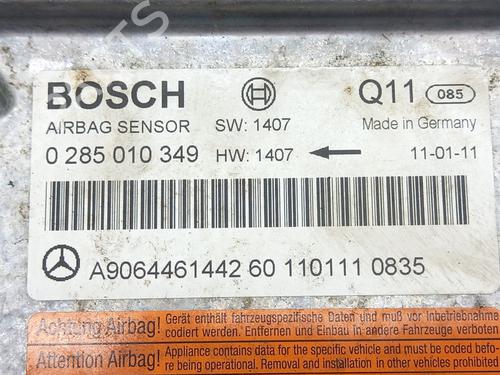 BOSCH
Q11 085
AIRBAG SENSOR SW: 1407 Made in Germany
0 285 010 349 HW: 1407 11-01-11
A9064461442 60 110111 0835
Achtung Airbag! Gerät enthält fahrzeugspezifische Daten und muß vor Inbetriebnahme
codiert werden. Entfernen und Einbau in andere Fahrzeuge verboten
Attention Airbag! Appliance contains data for the specific vehicle and must be coded before
being operational. Removal and installation in other vehicles prohibited